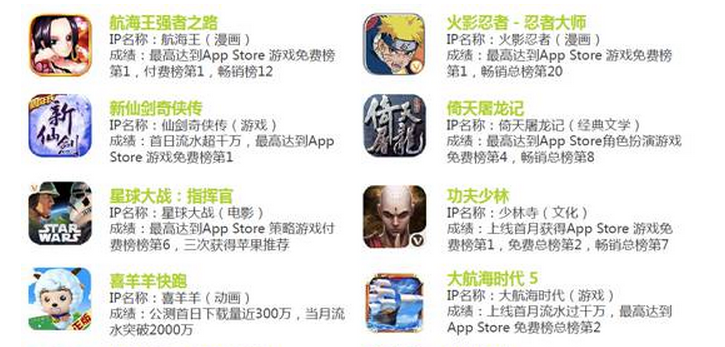 航海王强者之路
IP名称：航海王（漫画）
成绩：最高达到App Store 游戏免费榜
第1，付费榜第1，畅销榜12
火影忍者 - 忍者大师
IP名称：火影忍者（漫画）
成绩：最高达到App Store 游戏免费榜
第1，畅销总榜第20
新仙剑奇侠传
IP名称：仙剑奇侠传（游戏）
成绩：首日流水超千万，最高达到App
Store 游戏免费榜第1
新仙剑
倚天屠龙记
IP名称：倚天屠龙记（经典文学）
成绩：最高达到App Store角色扮演游戏
免费榜第4，畅销总榜第8
倚天屠龙
星球大战：指挥官
IP名称：星球大战（电影）
成绩：最高达到App Store 策略游戏付
费榜榜第6，三次获得苹果推荐
STAR
WARS
功夫少林
IP名称：少林寺（文化）
成绩：上线首月获得App Store 游戏免费榜
第1，免费总榜第2，畅销榜第7
喜羊羊快跑
IP名称：喜羊羊（动画）
成绩：公测首日下载量近300万，当月流
水突破2000万
正版
大航海时代 5
IP名称：大航海时代（游戏）
成绩：上线首月流水过千万，最高达到
App Store 免费榜总榜第2